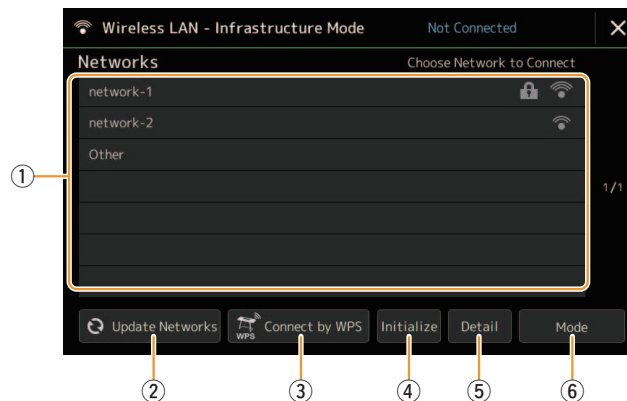 Wireless LAN - Infrastructure Mode Not Connected
Networks Choose Network to Connect
network-1
network-2
Other
① 1/1
Update Networks WPS Connect by WPS Initialize Detail Mode
② ③ ④ ⑤ ⑥